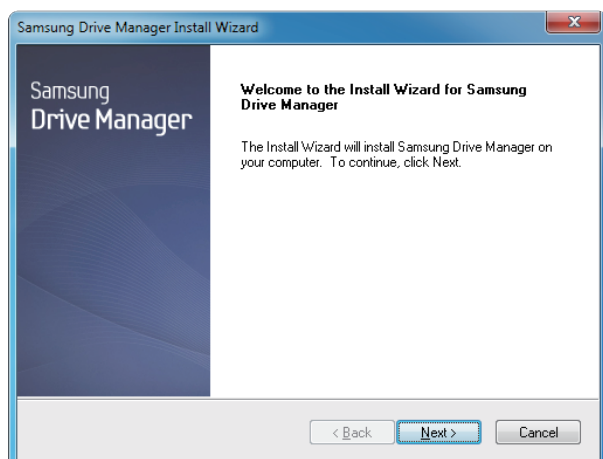 Samsung Drive Manager Install Wizard
Samsung
Drive Manager
Welcome to the Install Wizard for Samsung
Drive Manager
The Install Wizard will install Samsung Drive Manager on
your computer. To continue, click Next.
< Back Next > Cancel